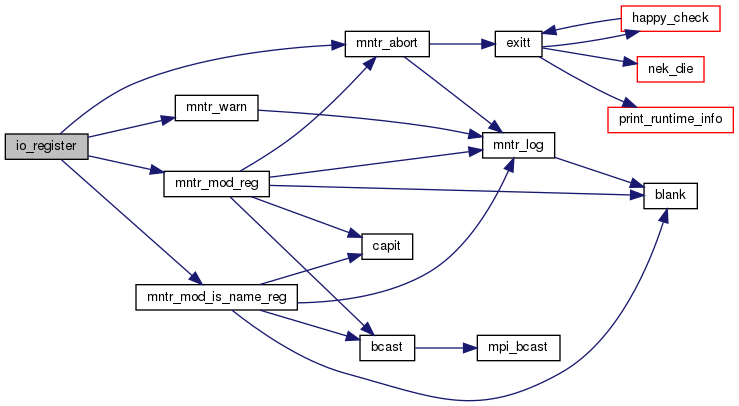 happy_check
mntr_abort
exitt
nek_die
mntr_warn
print_runtime_info
io_register
mntr_log
mntr_mod_reg
blank
capit
mntr_mod_is_name_reg
bcast
mpi_bcast